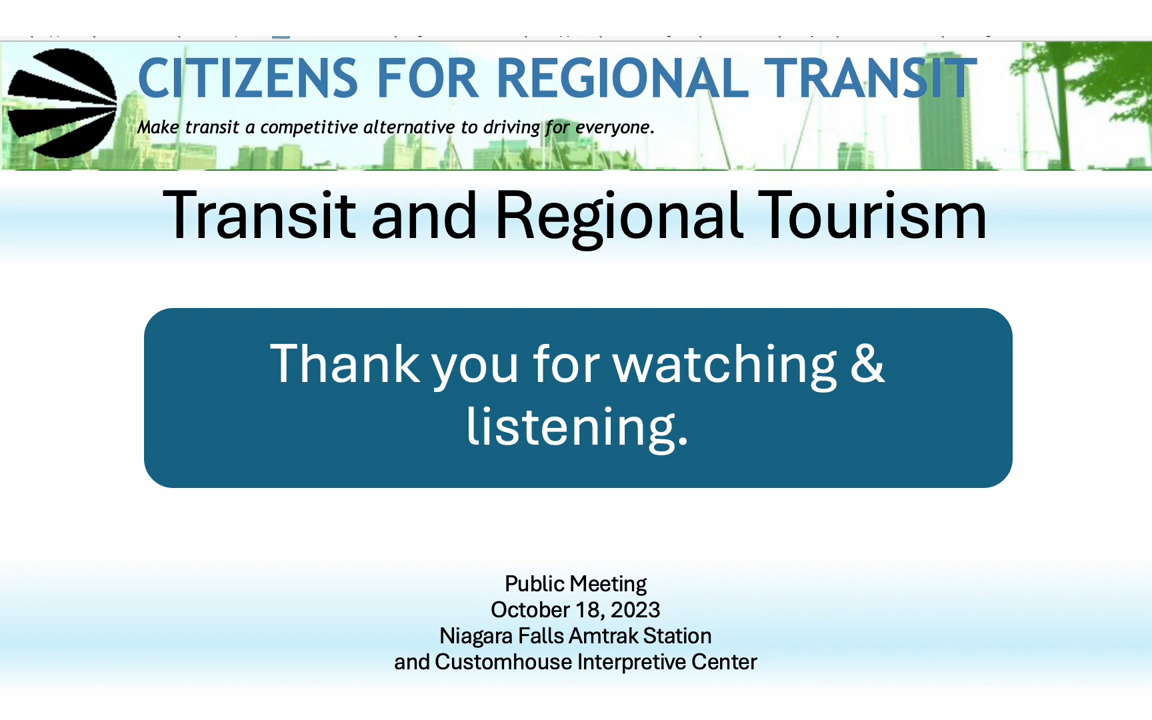 CITIZENS FOR REGIONAL TRANSIT
Make transit a competitive alternative to driving for everyone.
Transit and Regional Tourism
Thank you for watching &
listening.
Public Meeting
October 18, 2023
Niagara Falls Amtrak Station
and Customhouse Interpretive Center